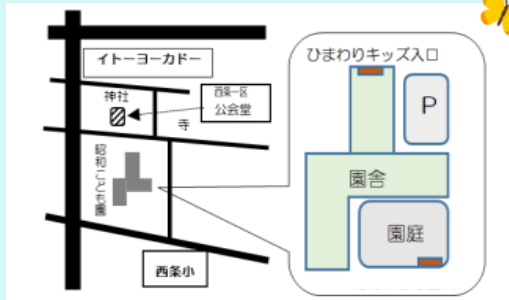 イトーヨーカドー
神社
西条一区
公会堂
寺
昭和こども園
西条小
ひまわりキッズ入口
P
園舎
園庭